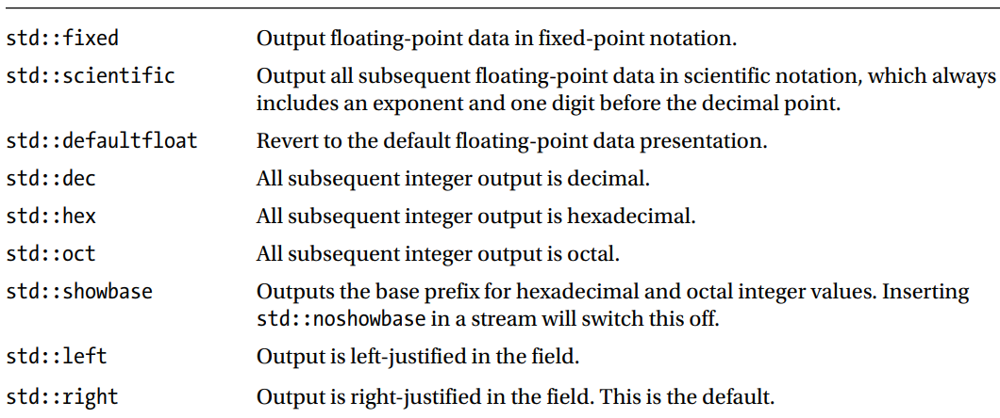 std::fixed Output floating-point data in fixed-point notation.
std::scientific Output all subsequent floating-point data in scientific notation, which always
includes an exponent and one digit before the decimal point.
std::defaultfloat Revert to the default floating-point data presentation.
std::dec All subsequent integer output is decimal.
std::hex All subsequent integer output is hexadecimal.
std::oct All subsequent integer output is octal.
std::showbase Outputs the base prefix for hexadecimal and octal integer values. Inserting
std::noshowbase in a stream will switch this off.
std::left Output is left-justified in the field.
std::right Output is right-justified in the field. This is the default.